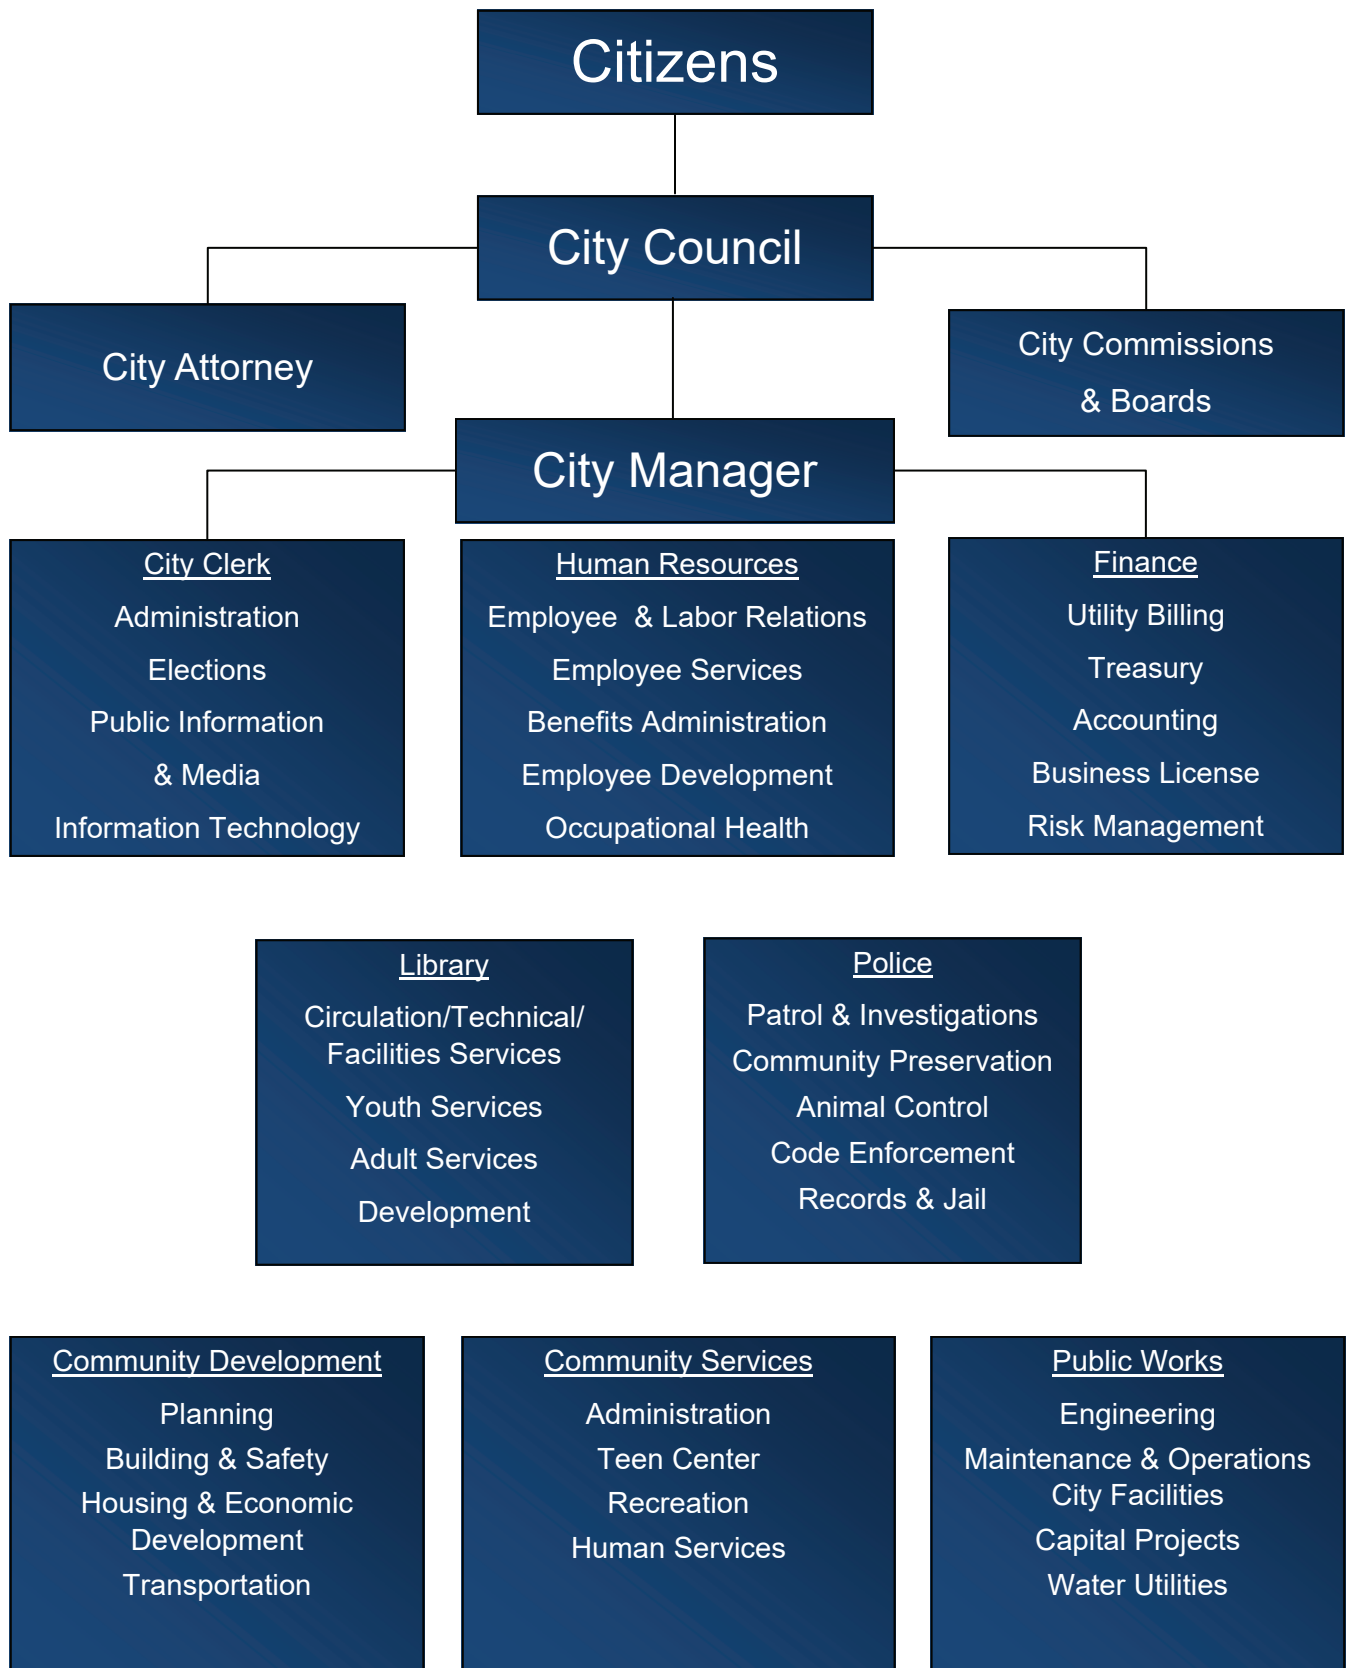 Citizens
City Council
City Attorney
City Commissions
& Boards
City Manager
City Clerk
Administration
Elections
Public Information
& Media
Information Technology
Human Resources
Employee  & Labor Relations
Employee Services
Benefits Administration
Employee Development
Occupational Health
Finance
Utility Billing
Treasury
Accounting
Business License
Risk Management
Library
Circulation/Technical/
Facilities Services
Youth Services
Adult Services
Development
Police
Patrol & Investigations
Community Preservation
Animal Control
Code Enforcement
Records & Jail
Community Development
Planning
Building & Safety
Housing & Economic
Development
Transportation
Community Services
Administration
Teen Center
Recreation
Human Services
Public Works
Engineering
Maintenance & Operations
City Facilities
Capital Projects
Water Utilities